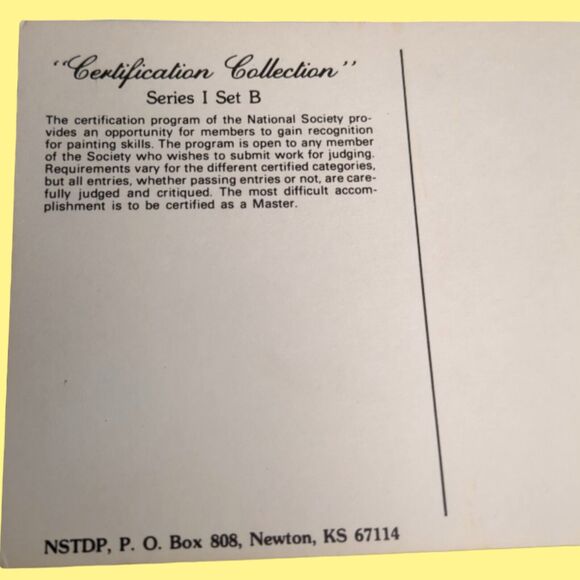 "Certification Collection"
Series I Set B
The certification program of the National Society pro-
vides an opportunity for members to gain recognition
for painting skills. The program is open to any member
of the Society who wishes to submit work for judging.
Requirements vary for the different certified categories,
but all entries, whether passing entries or not, are care-
fully judged and critiqued. The most difficult accom-
plishment is to be certified as a Master.
NSTDP, P. O. Box 808, Newton, KS 67114